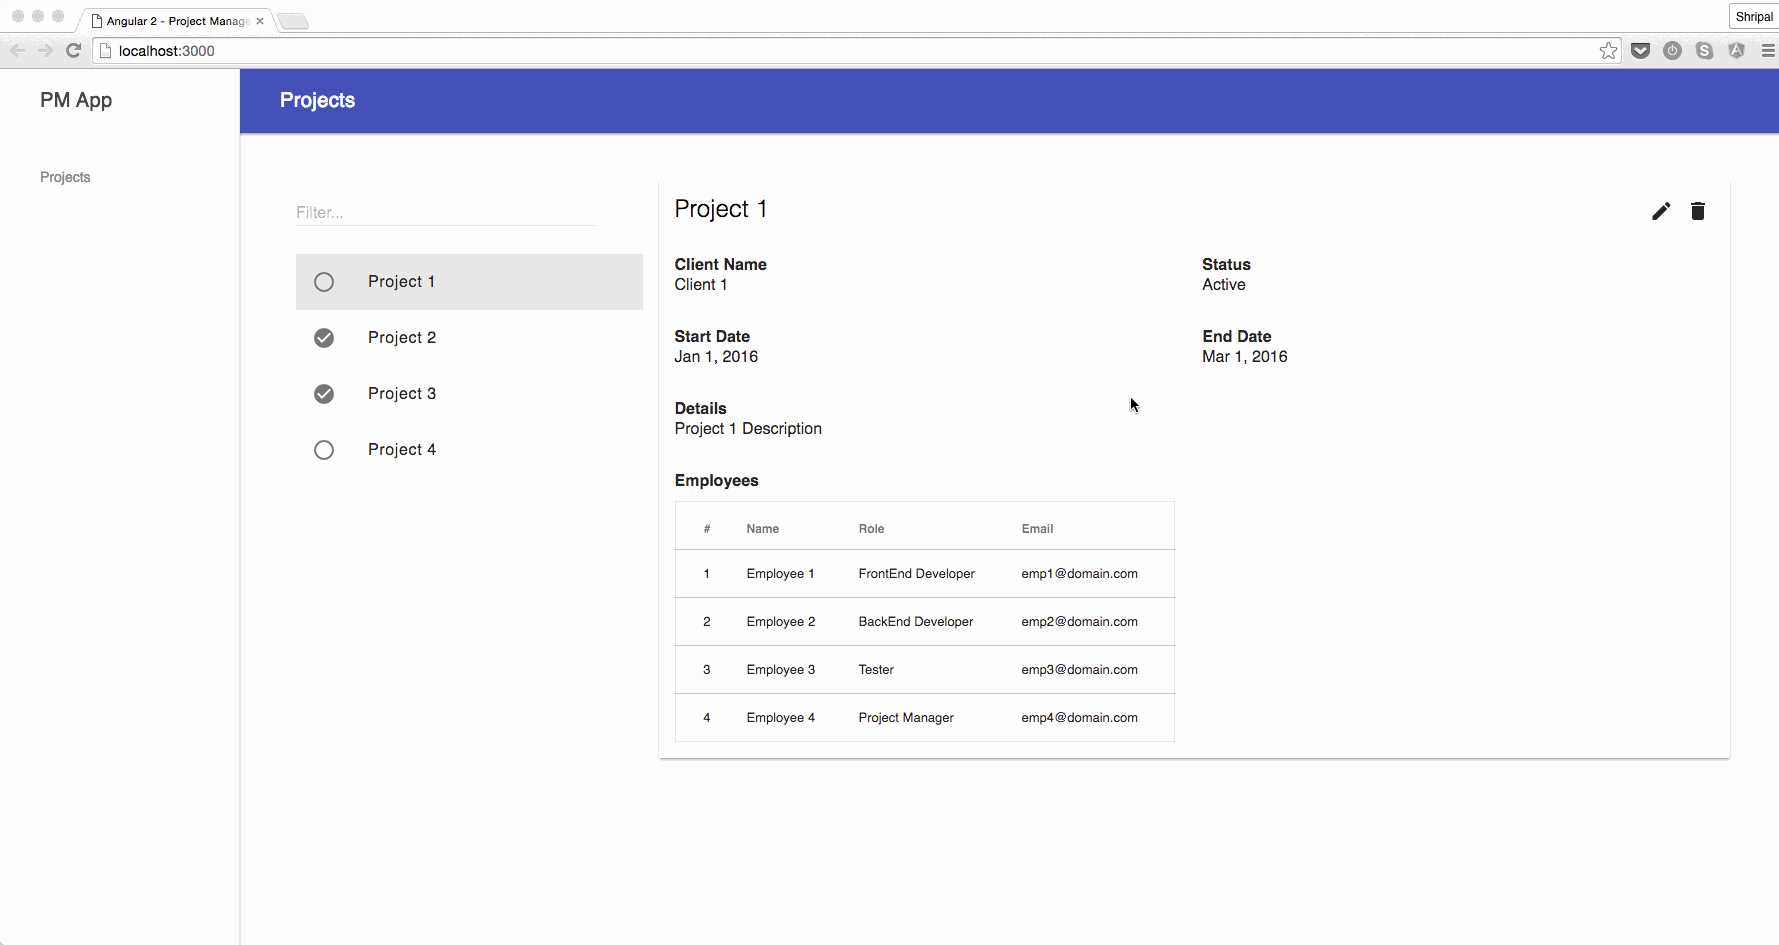 Angular 2 - Project Manage
Shripal
localhost:3000
PM App
Projects
Projects
Filter...
Project 1
Project 2
Project 3
Project 4
Project 1
Client Name
Client 1
Status
Active
Start Date
Jan 1, 2016
End Date
Mar 1, 2016
Details
Project 1 Description
Employees
# Name Role Email
1 Employee 1 FrontEnd Developer emp1@domain.com
2 Employee 2 BackEnd Developer emp2@domain.com
3 Employee 3 Tester emp3@domain.com
4 Employee 4 Project Manager emp4@domain.com